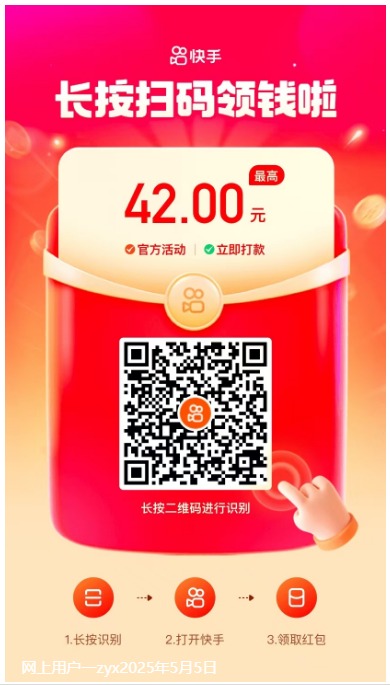 快手
长按扫码领钱啦
最高
42.00元
官方活动 立即打款
长按二维码进行识别
1.长按识别 2.打开快手 3.领取红包
网上用户一zyx2025年5月5日